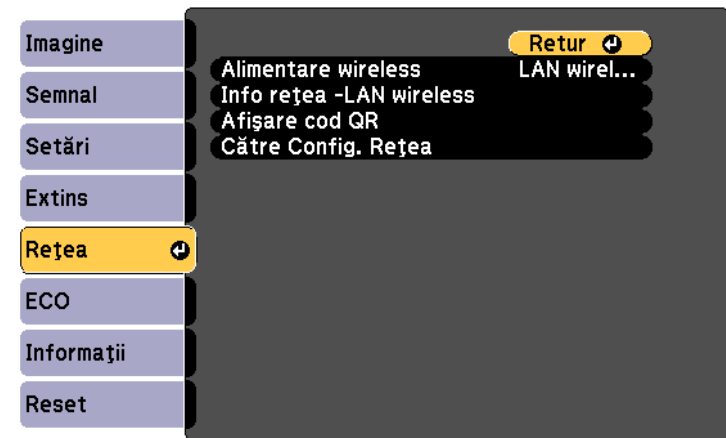 Imagine
Semnal
Setări
Extins
Reţea
ECO
Informaţii
Reset
Retur
Alimentare wireless LAN wirel...
Info reţea -LAN wireless
Afişare cod QR
Către Config. Reţea